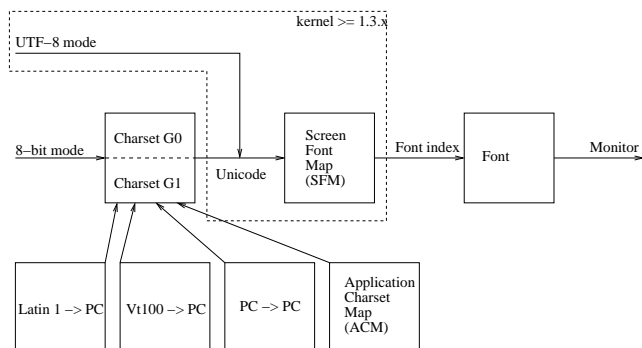 kernel >= 1.3.x
UTF−8 mode
8−bit mode
Charset G0
Charset G1
Unicode
Screen
Font
Map
(SFM)
Font index
Font
Monitor
Latin 1 −> PC
Vt100 −> PC
PC −> PC
Application
Charset
Map
(ACM)